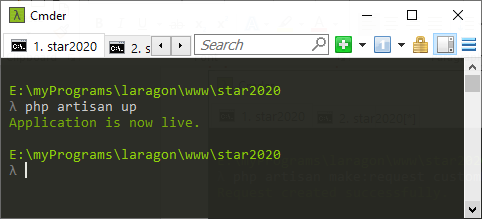 Cmder
1. star2020
2. s
Search
E:\myPrograms\laragon\www\star2020
λ php artisan up
Application is now live.
E:\myPrograms\laragon\www\star2020
λ